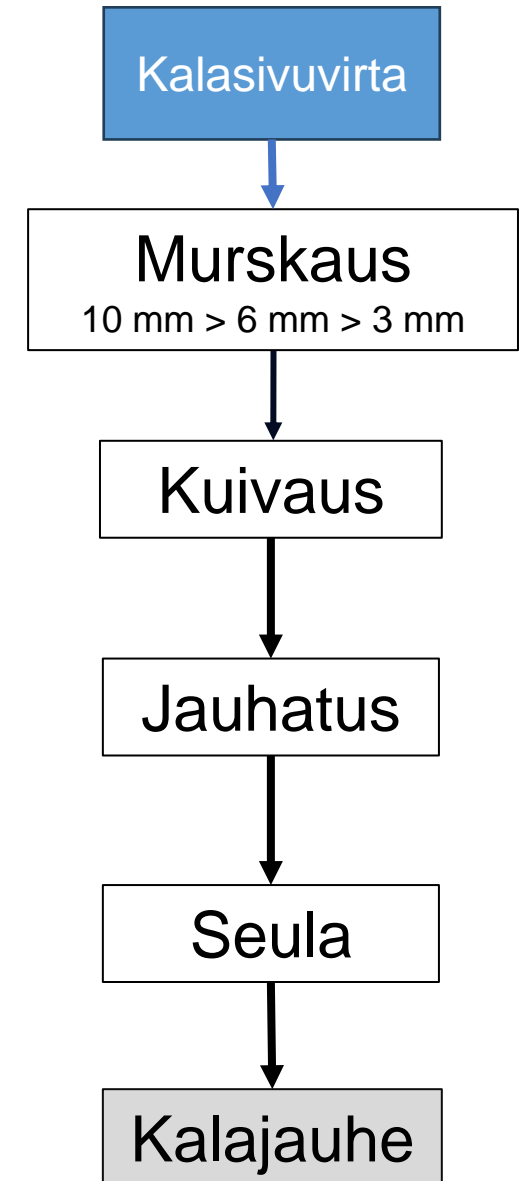 Kalasivuvirta
Murskaus
10 mm > 6 mm > 3 mm
Kuivaus
Jauhatus
Seula
Kalajauhe